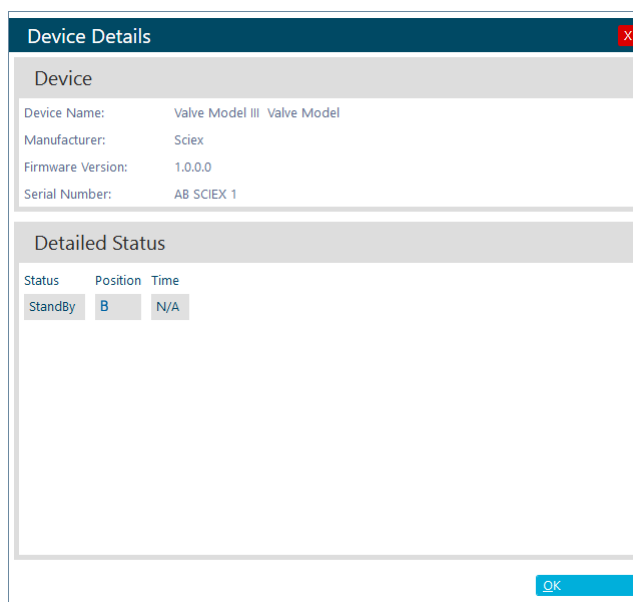 Device Details X
Device
Device Name: Valve Model III Valve Model
Manufacturer: Sciex
Firmware Version: 1.0.0.0
Serial Number: AB SCIEX 1
Detailed Status
Status Position Time
StandBy B N/A
OK